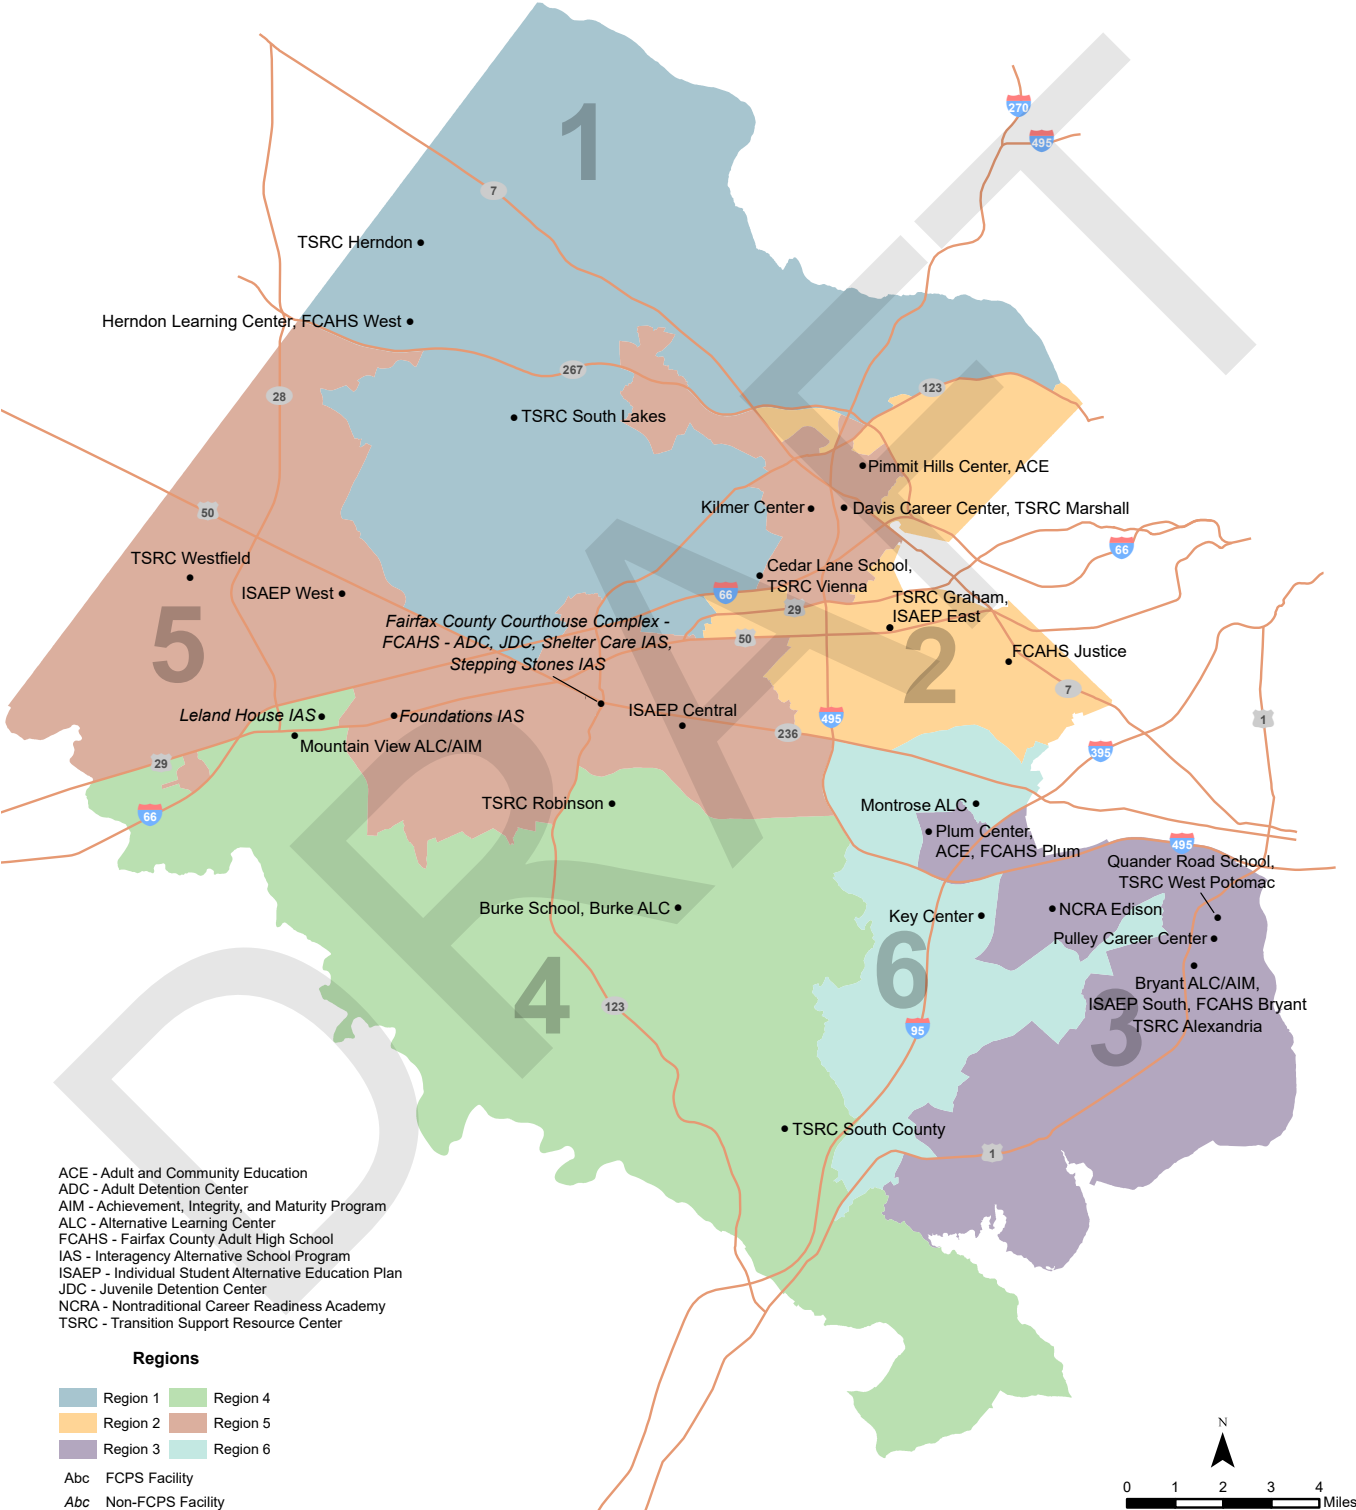 DRAFT
1
270
495
7
TSRC Herndon
Herndon Learning Center, FCAHS West
267
28
123
TSRC South Lakes
Pimmit Hills Center, ACE
Kilmer Center
Davis Career Center, TSRC Marshall
50
66
TSRC Westfield
Cedar Lane School,
TSRC Vienna
ISAEP West
66
29
TSRC Graham,
ISAEP East
5
Fairfax County Courthouse Complex -
FCAHS - ADC, JDC, Shelter Care IAS,
Stepping Stones IAS
50
2
FCAHS Justice
7
Leland House IAS
Foundations IAS
ISAEP Central
495
236
1
Mountain View ALC/AIM
395
29
66
TSRC Robinson
Montrose ALC
Plum Center,
ACE, FCAHS Plum
495
Quander Road School,
TSRC West Potomac
Burke School, Burke ALC
Key Center
NCRA Edison
Pulley Career Center
6
4
123
Bryant ALC/AIM,
ISAEP South, FCAHS Bryant
TSRC Alexandria
3
95
TSRC South County
1
ACE - Adult and Community Education
ADC - Adult Detention Center
AIM - Achievement, Integrity, and Maturity Program
ALC - Alternative Learning Center
FCAHS - Fairfax County Adult High School
IAS - Interagency Alternative School Program
ISAEP - Individual Student Alternative Education Plan
JDC - Juvenile Detention Center
NCRA - Nontraditional Career Readiness Academy
TSRC - Transition Support Resource Center
Regions
Region 1 Region 4
Region 2 Region 5
Region 3 Region 6
Abc FCPS Facility
Abc Non-FCPS Facility
N
0 1 2 3 4
Miles